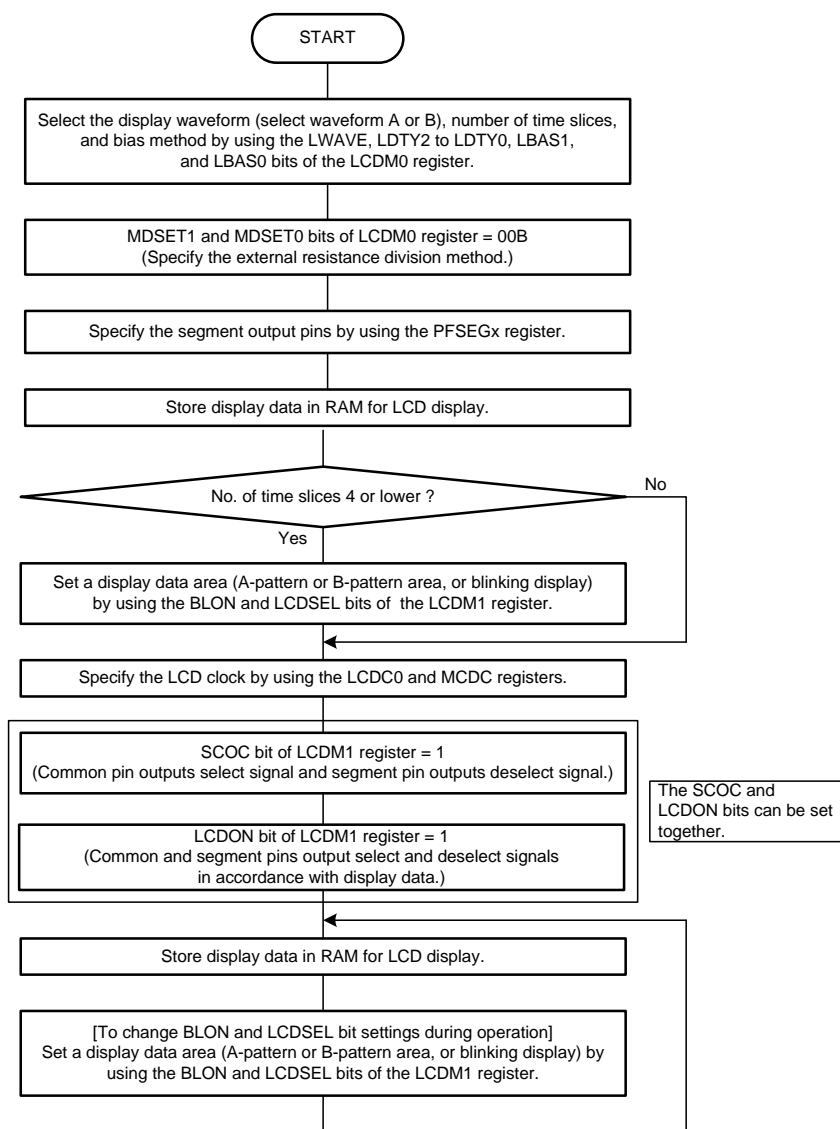 START
Select the display waveform (select waveform A or B), number of time slices,
and bias method by using the LWAVE, LDTY2 to LDTY0, LBAS1,
and LBAS0 bits of the LCDM0 register.
MDSET1 and MDSET0 bits of LCDM0 register = 00B
(Specify the external resistance division method.)
Specify the segment output pins by using the PFSEGx register.
Store display data in RAM for LCD display.
No. of time slices 4 or lower ?
No
Yes
Set a display data area (A-pattern or B-pattern area, or blinking display)
by using the BLON and LCDSEL bits of the LCDM1 register.
Specify the LCD clock by using the LCDC0 and MCDC registers.
SCOC bit of LCDM1 register = 1
(Common pin outputs select signal and segment pin outputs deselect signal.)
The SCOC and
LCDON bits can be set
together.
LCDON bit of LCDM1 register = 1
(Common and segment pins output select and deselect signals
in accordance with display data.)
Store display data in RAM for LCD display.
[To change BLON and LCDSEL bit settings during operation]
Set a display data area (A-pattern or B-pattern area, or blinking display) by
using the BLON and LCDSEL bits of the LCDM1 register.